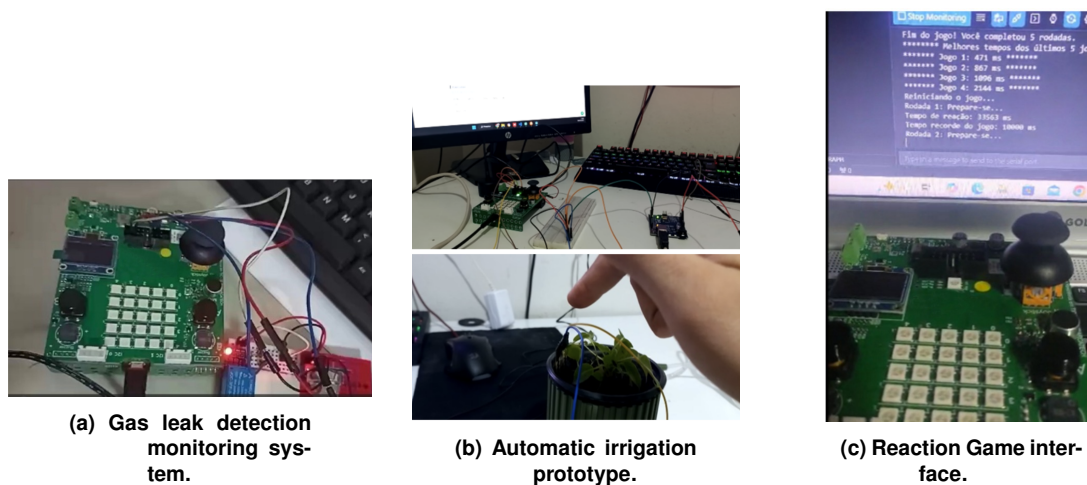 Stop Monitoring
Fim do jogo! Você completou 5 rodadas.
******** Melhores tempos dos últimos 5 jo
******* Jogo 1: 471 ms *******
******* Jogo 2: 867 ms *******
******* Jogo 3: 1096 ms *******
******* Jogo 4: 2144 ms *******
Reiniciando o jogo...
Rodada 1: Prepare-se...
Tempo de reação: 33563 ms
Tempo recorde do jogo: 10000 ms
Rodada 2: Prepare-se...
(a) Gas leak detection
monitoring sys-
tem.
(b) Automatic irrigation
prototype.
(c) Reaction Game inter-
face.